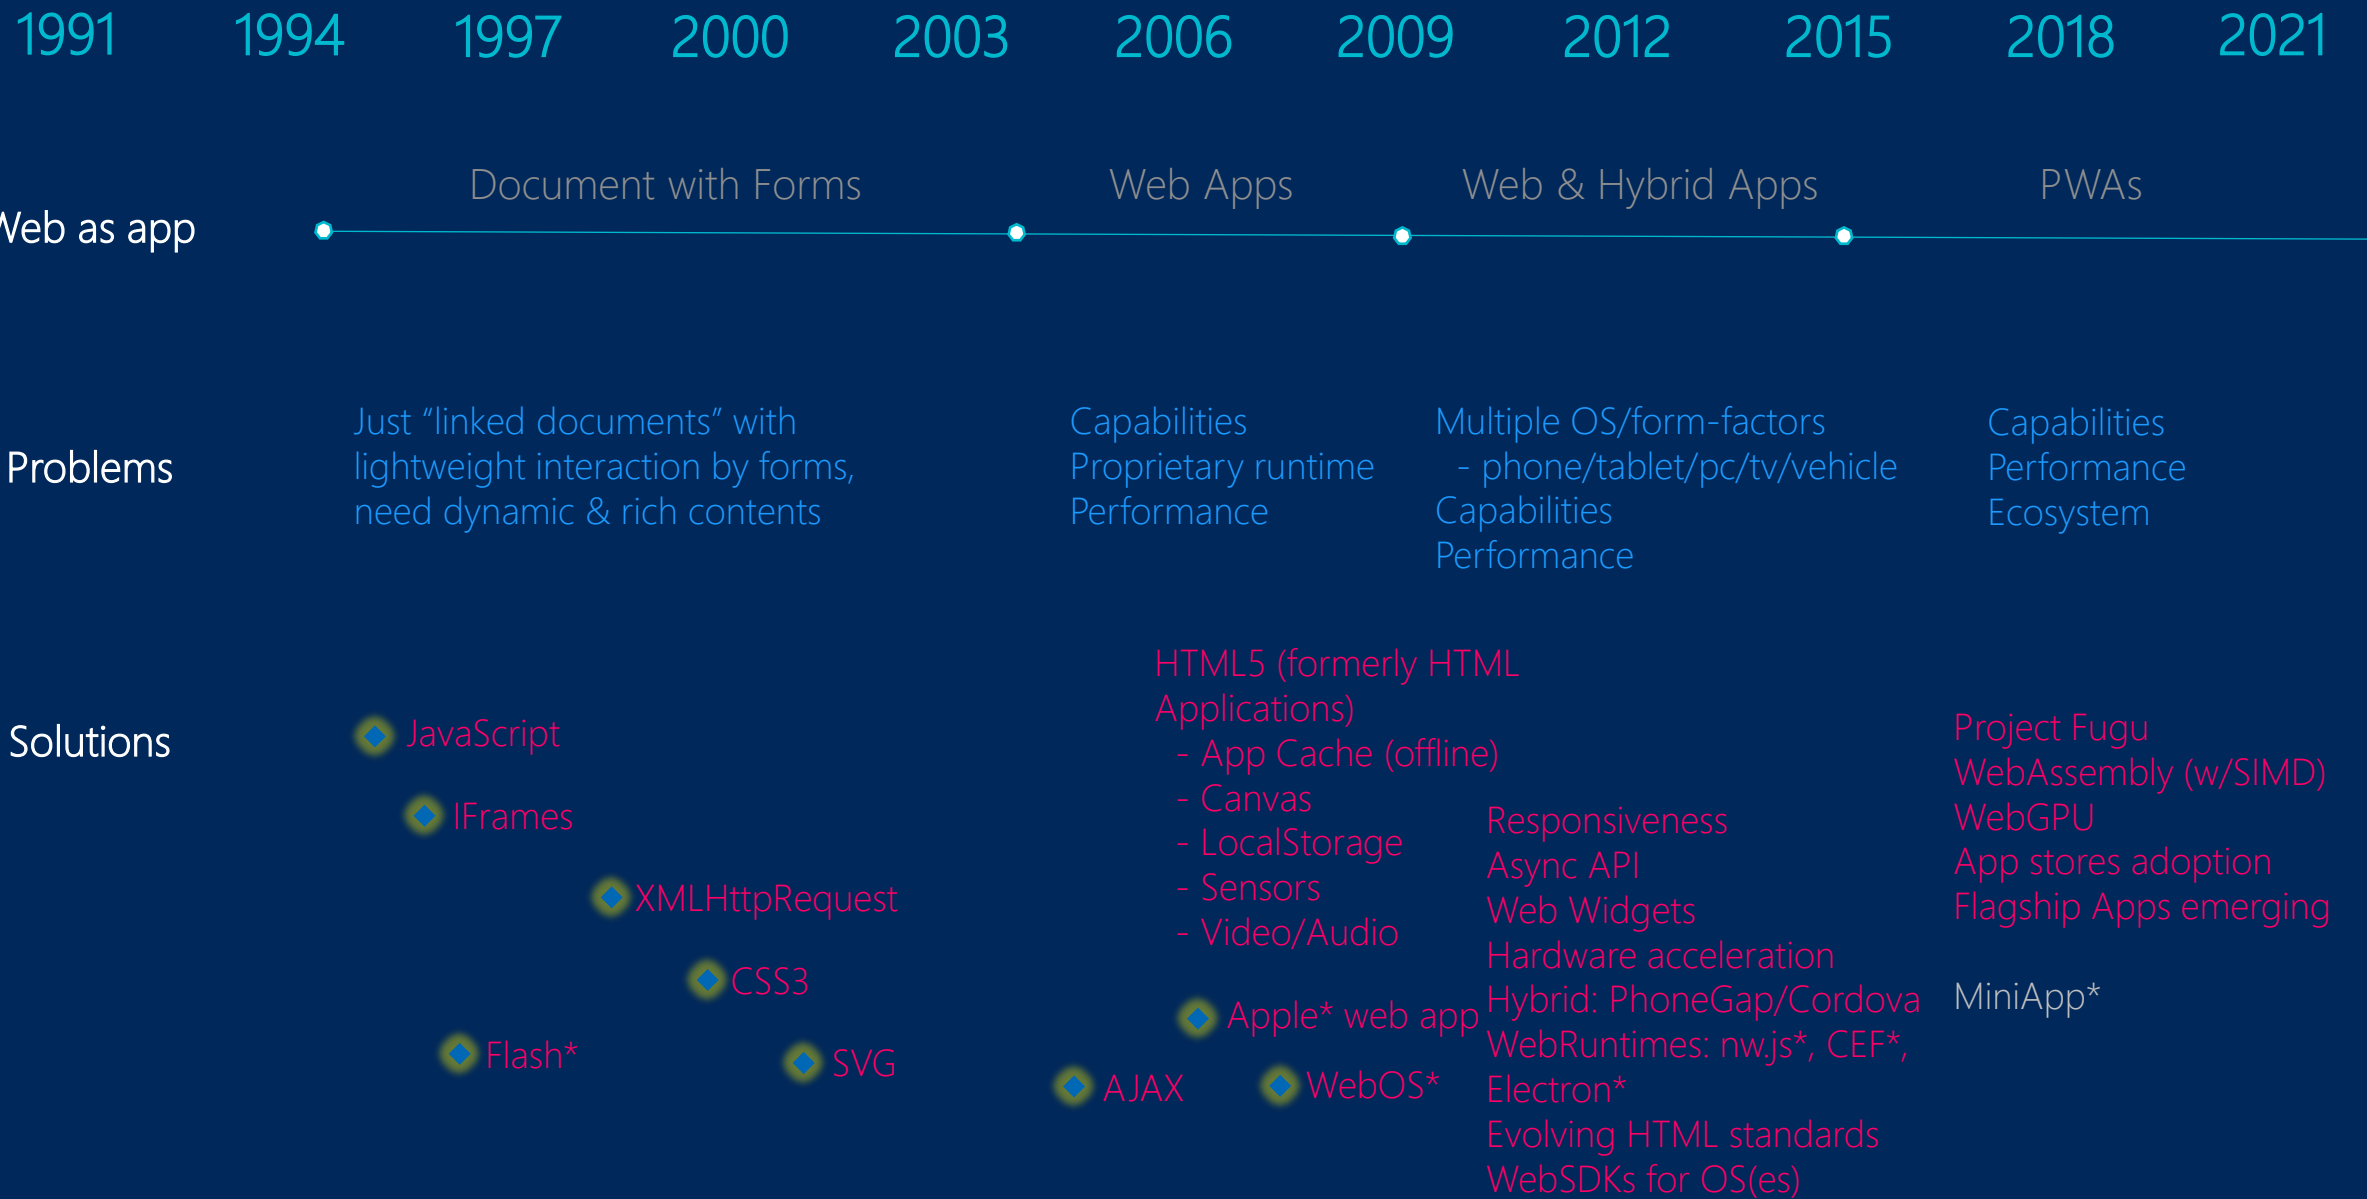 1991 1994 1997 2000 2003 2006 2009 2012 2015 2018 2021
Document with Forms
Web Apps
Web & Hybrid Apps
PWAs
Web as app
Problems
Just “linked documents” with
lightweight interaction by forms,
need dynamic & rich contents
Capabilities
Proprietary runtime
Performance
Multiple OS/form-factors
- phone/tablet/pc/tv/vehicle
Capabilities
Performance
Capabilities
Performance
Ecosystem
Solutions
JavaScript
IFrames
XMLHttpRequest
CSS3
Flash*
SVG
HTML5 (formerly HTML
Applications)
- App Cache (offline)
- Canvas
- LocalStorage
- Sensors
- Video/Audio
Apple* web app
AJAX
WebOS*
Responsiveness
Async API
Web Widgets
Hardware acceleration
Hybrid: PhoneGap/Cordova
WebRuntimes: nw.js*, CEF*,
Electron*
Evolving HTML standards
WebSDKs for OS(es)
Project Fugu
WebAssembly (w/SIMD)
WebGPU
App stores adoption
Flagship Apps emerging
MiniApp*